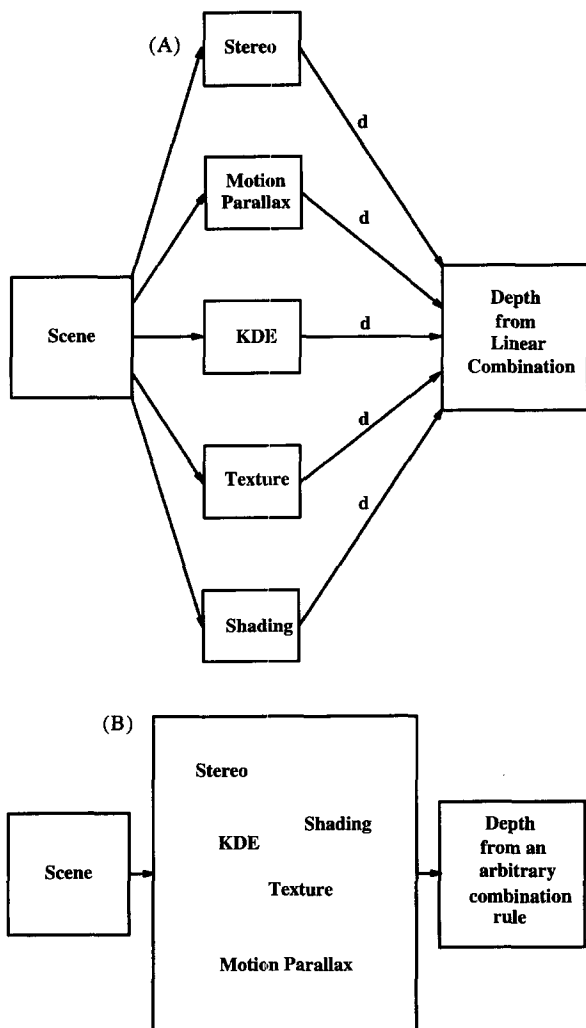 (A)
Stereo
d
Motion
Parallax
d
Scene
KDE
d
Depth
from
Linear
Combination
Texture
d
Shading
d
(B)
Stereo
Shading
KDE
Texture
Motion Parallax
Scene
Depth
from an
arbitrary
combination
rule